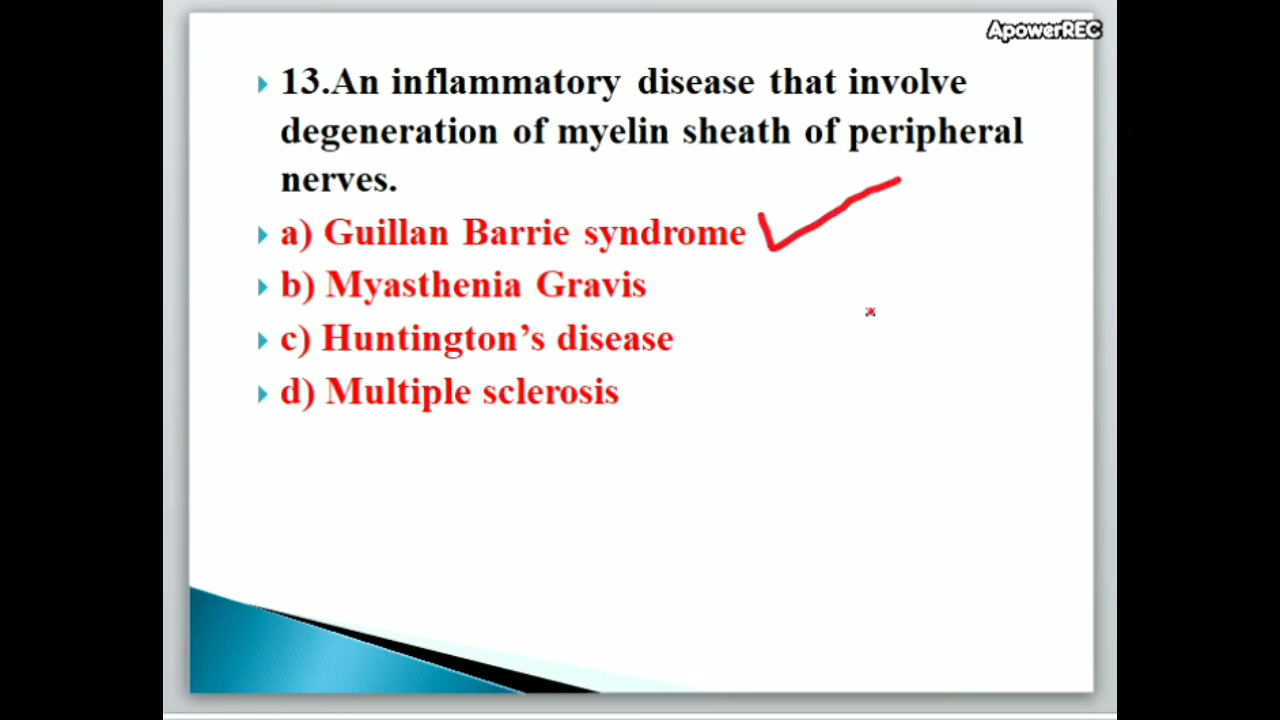 ApowerREC
13.An inflammatory disease that involve
degeneration of myelin sheath of peripheral
nerves.
a) Guillan Barrie syndrome
b) Myasthenia Gravis
c) Huntington’s disease
d) Multiple sclerosis